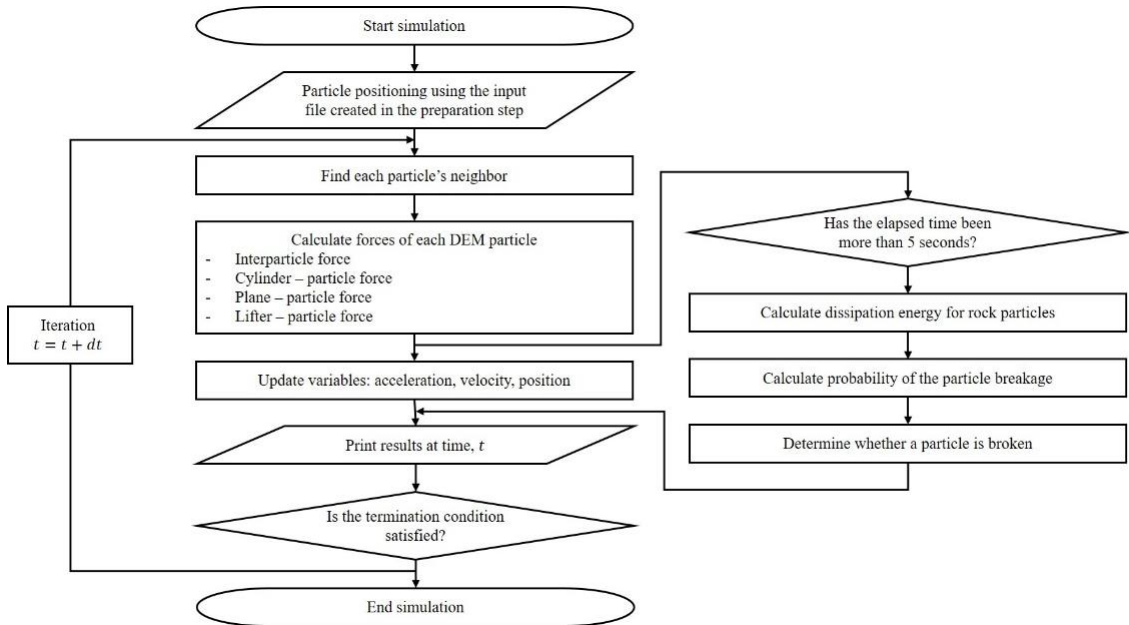 Start simulation
Particle positioning using the input
file created in the preparation step
Find each particle's neighbor
Calculate forces of each DEM particle
- Interparticle force
- Cylinder – particle force
- Plane – particle force
- Lifter – particle force
Update variables: acceleration, velocity, position
Print results at time, t
Is the termination condition
satisfied?
End simulation
Iteration
t = t + dt
Has the elapsed time been
more than 5 seconds?
Calculate dissipation energy for rock particles
Calculate probability of the particle breakage
Determine whether a particle is broken